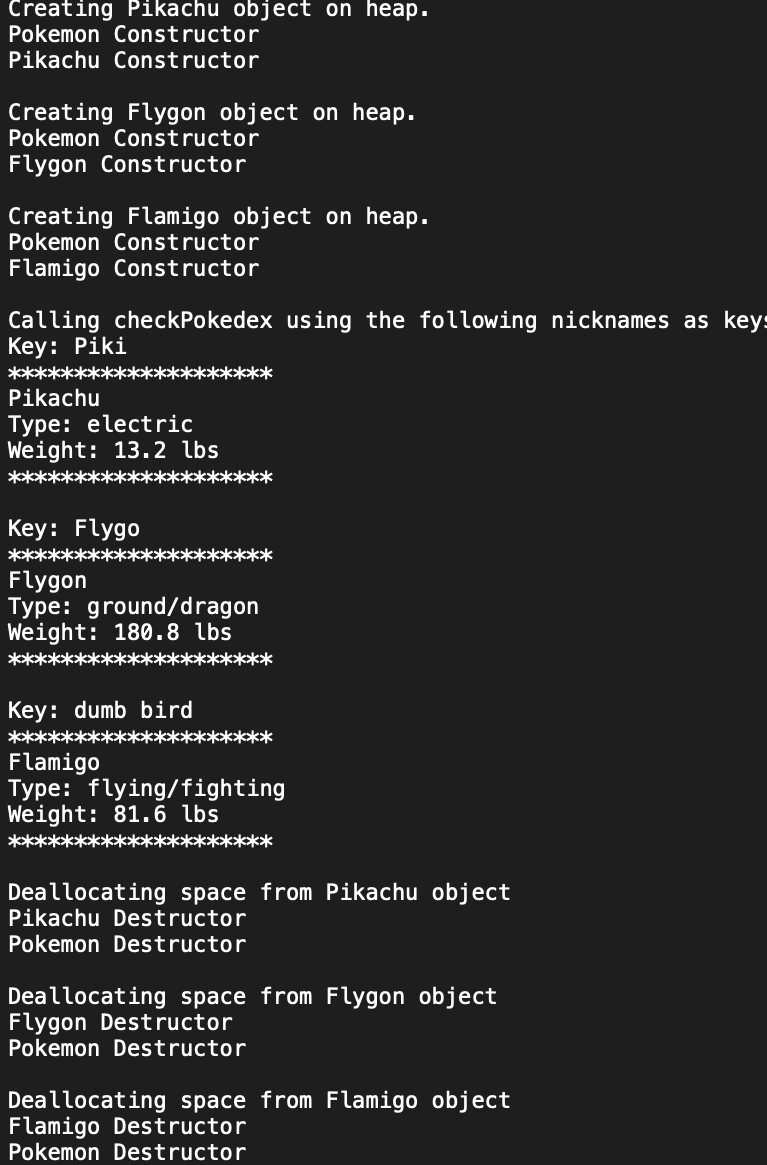 Creating Pikachu object on heap.
Pokemon Constructor
Pikachu Constructor
Creating Flygon object on heap.
Pokemon Constructor
Flygon Constructor
Creating Flamigo object on heap.
Pokemon Constructor
Flamigo Constructor
Calling checkPokedex using the following nicknames as keys
Key: Piki
********************
Pikachu
Type: electric
Weight: 13.2 lbs
********************
Key: Flygo
********************
Flygon
Type: ground/dragon
Weight: 180.8 lbs
********************
Key: dumb bird
********************
Flamigo
Type: flying/fighting
Weight: 81.6 lbs
********************
Deallocating space from Pikachu object
Pikachu Destructor
Pokemon Destructor
Deallocating space from Flygon object
Flygon Destructor
Pokemon Destructor
Deallocating space from Flamigo object
Flamigo Destructor
Pokemon Destructor